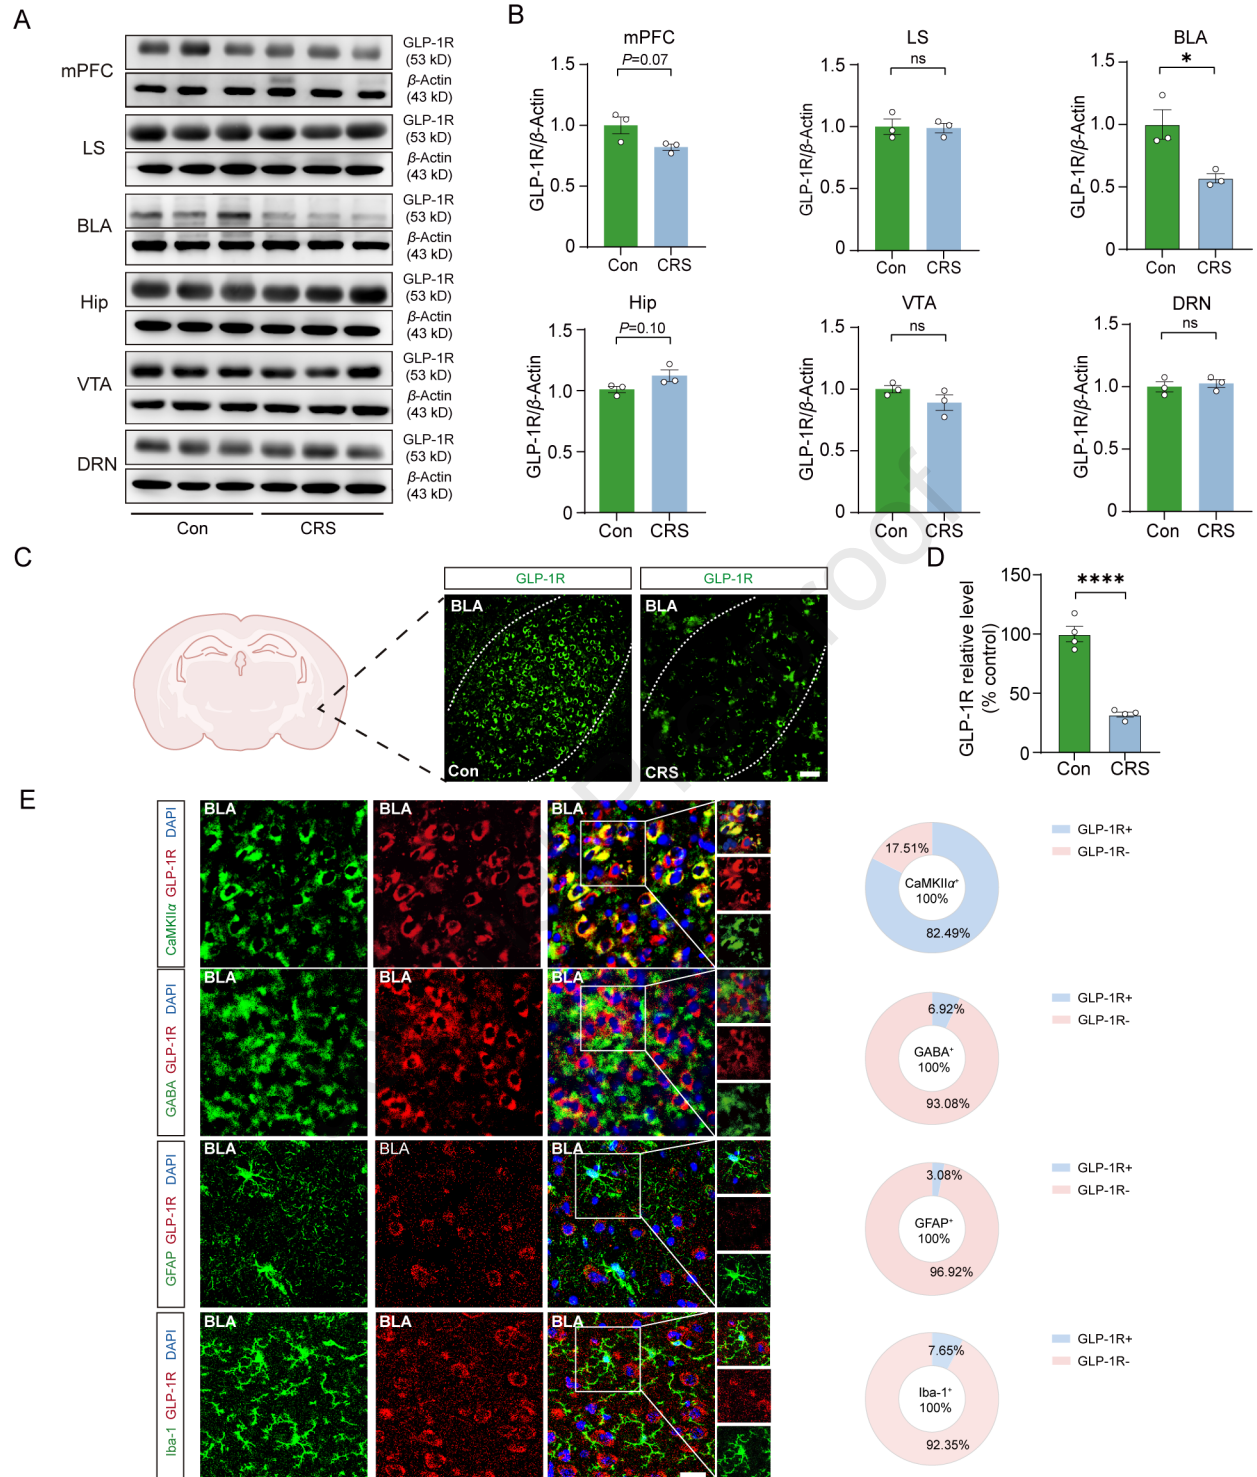 A
mPFC
GLP-1R
(53 kD)
β-Actin
(43 kD)
LS
GLP-1R
(53 kD)
β-Actin
(43 kD)
BLA
GLP-1R
(53 kD)
β-Actin
(43 kD)
Hip
GLP-1R
(53 kD)
β-Actin
(43 kD)
VTA
GLP-1R
(53 kD)
β-Actin
(43 kD)
DRN
GLP-1R
(53 kD)
β-Actin
(43 kD)
Con CRS
B
mPFC
P=0.07
GLP-1R/β-Actin
1.5
1.0
0.5
0
Con CRS
LS
ns
GLP-1R/β-Actin
1.5
1.0
0.5
0
Con CRS
BLA
*
GLP-1R/β-Actin
1.5
1.0
0.5
0
Con CRS
Hip
P=0.10
GLP-1R/β-Actin
1.5
1.0
0.5
0
Con CRS
VTA
ns
GLP-1R/β-Actin
1.5
1.0
0.5
0
Con CRS
DRN
ns
GLP-1R/β-Actin
1.5
1.0
0.5
0
Con CRS
C
GLP-1R
BLA
Con
GLP-1R
BLA
CRS
D
****
GLP-1R relative level
(% control)
150
100
50
0
Con CRS
E
CaMKIIα GLP-1R DAPI
BLA
BLA
BLA
17.51%
CaMKIIα+
100%
82.49%
GLP-1R+
GLP-1R-
GABA GLP-1R DAPI
BLA
BLA
BLA
6.92%
GABA+
100%
93.08%
GLP-1R+
GLP-1R-
GFAP GLP-1R DAPI
BLA
BLA
BLA
3.08%
GFAP+
100%
96.92%
GLP-1R+
GLP-1R-
Iba-1 GLP-1R DAPI
BLA
BLA
BLA
7.65%
Iba-1+
100%
92.35%
GLP-1R+
GLP-1R-